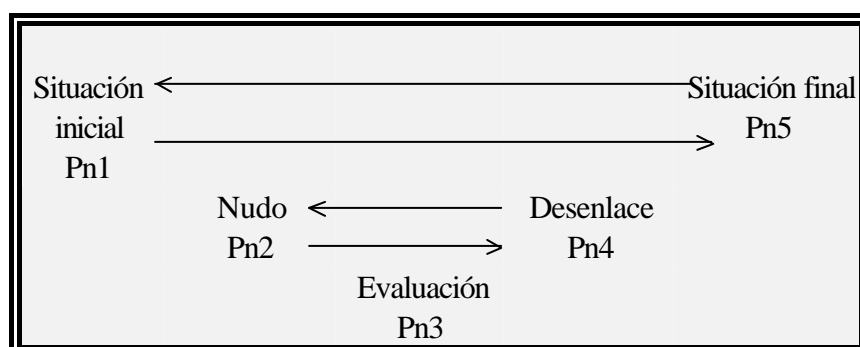 Situación Situación final
inicial Pn5
Pn1
Nudo Desenlace
Pn2 Pn4
Evaluación
Pn3